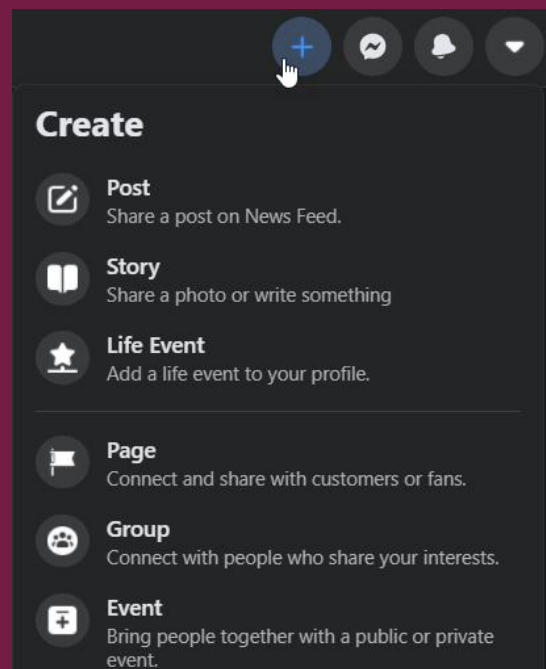 Create
Post
Share a post on News Feed.
Story
Share a photo or write something
Life Event
Add a life event to your profile.
Page
Connect and share with customers or fans.
Group
Connect with people who share your interests.
Event
Bring people together with a public or private
event.